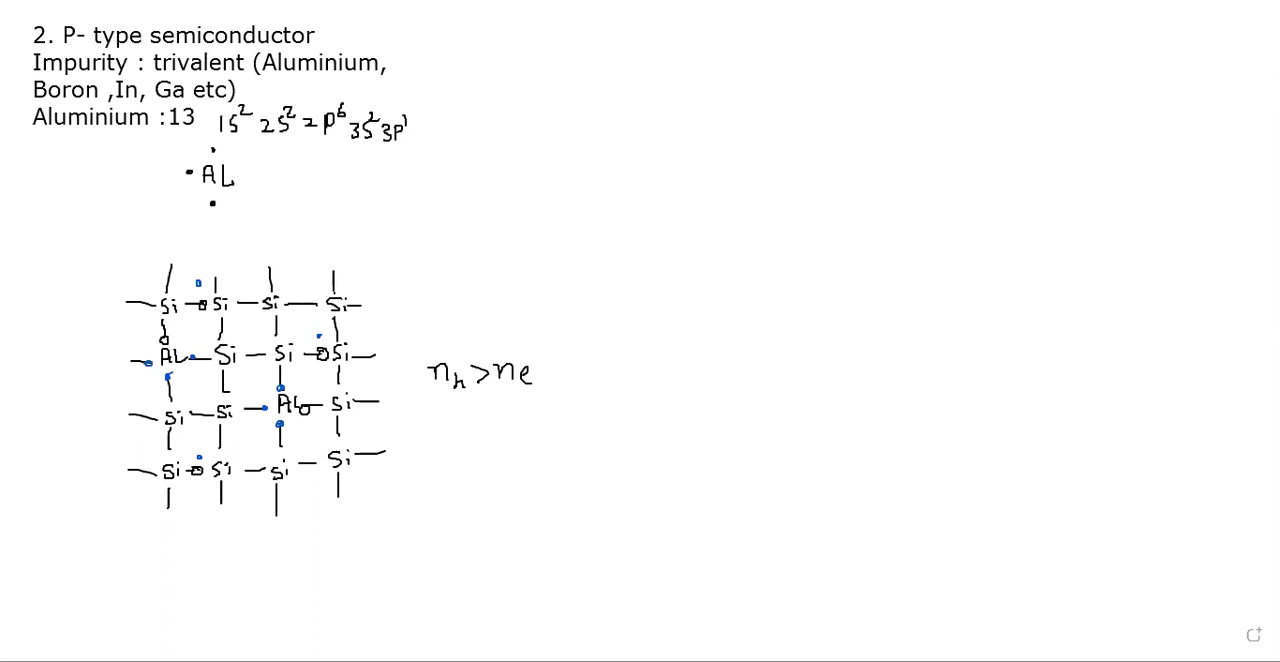 2. P- type semiconductor
Impurity : trivalent (Aluminium,
Boron ,In, Ga etc)
Aluminium :13 1s² 2s² 2p⁶ 3s² 3p¹
AL
Si Si Si Si
AL Si Si Si
nₕ>ne
Si Si AL Si
Si Si Si Si